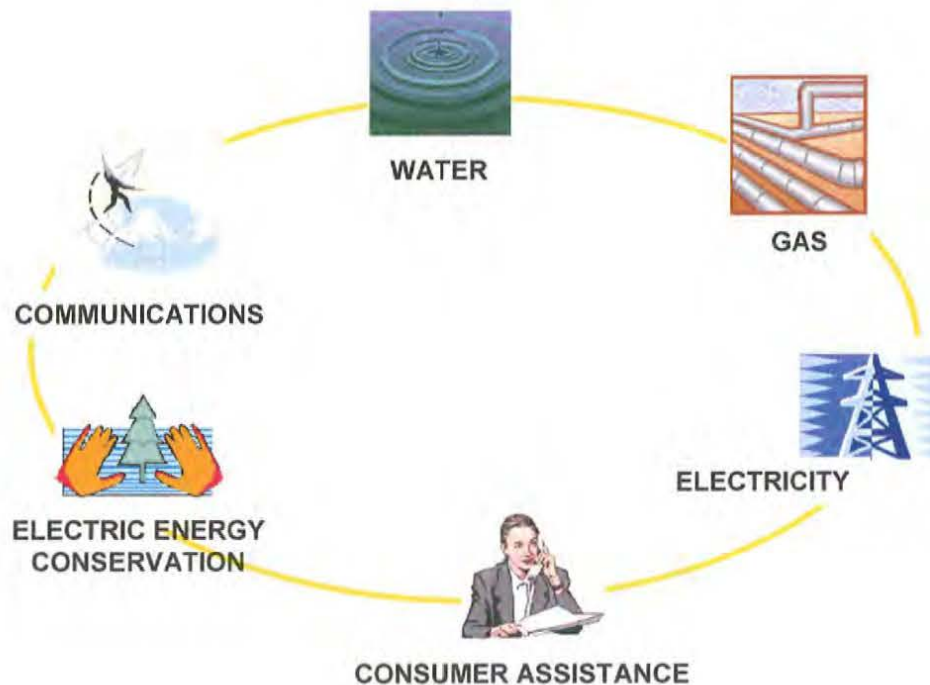 WATER
GAS
COMMUNICATIONS
ELECTRICITY
ELECTRIC ENERGY
CONSERVATION
CONSUMER ASSISTANCE